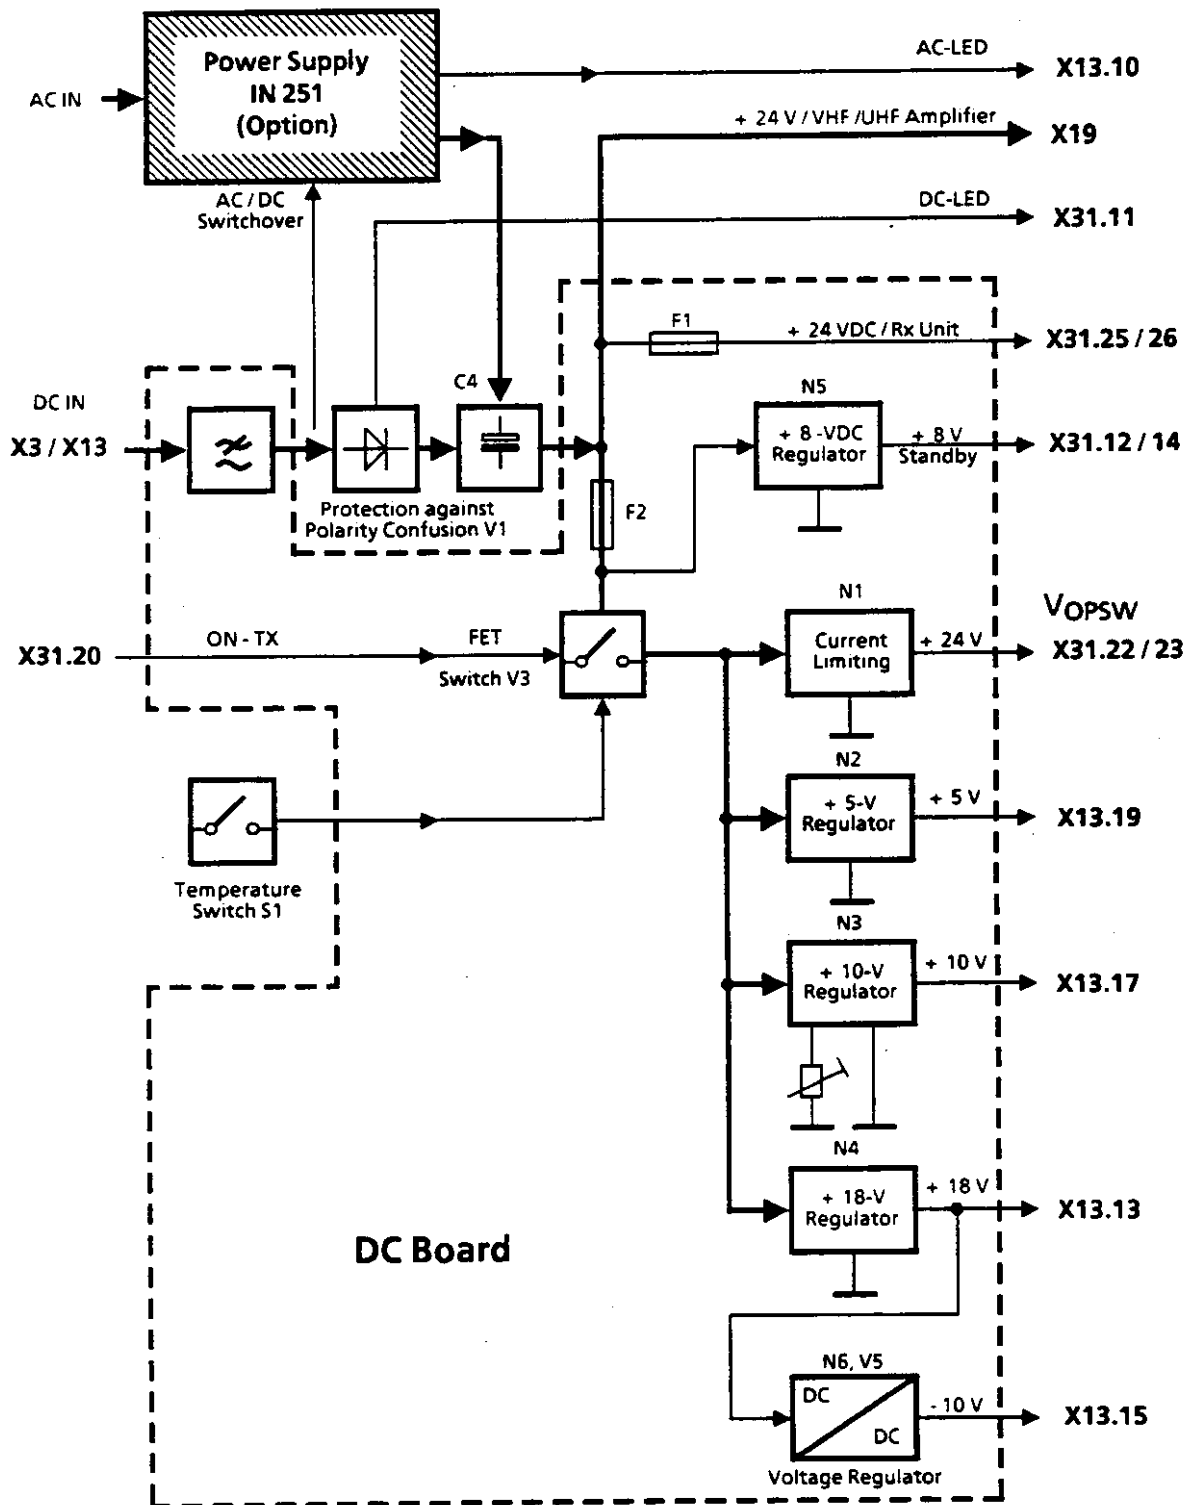 Power Supply
IN 251
(Option)
AC IN
AC-LED
X13.10
+ 24 V / VHF / UHF Amplifier
X19
AC / DC
Switchover
DC-LED
X31.11
F1
+ 24 VDC / Rx Unit
X31.25 / 26
DC IN
X3 / X13
C4
N5
+ 8 -VDC
Regulator
+ 8 V
Standby
X31.12 / 14
Protection against
Polarity Confusion V1
F2
N1
VOPSW
X31.20
ON - TX
FET
Switch V3
Current
Limiting
+ 24 V
X31.22 / 23
N2
+ 5-V
Regulator
+ 5 V
X13.19
Temperature
Switch S1
N3
+ 10-V
Regulator
+ 10 V
X13.17
N4
+ 18-V
Regulator
+ 18 V
X13.13
DC Board
N6, V5
DC
DC
- 10 V
X13.15
Voltage Regulator